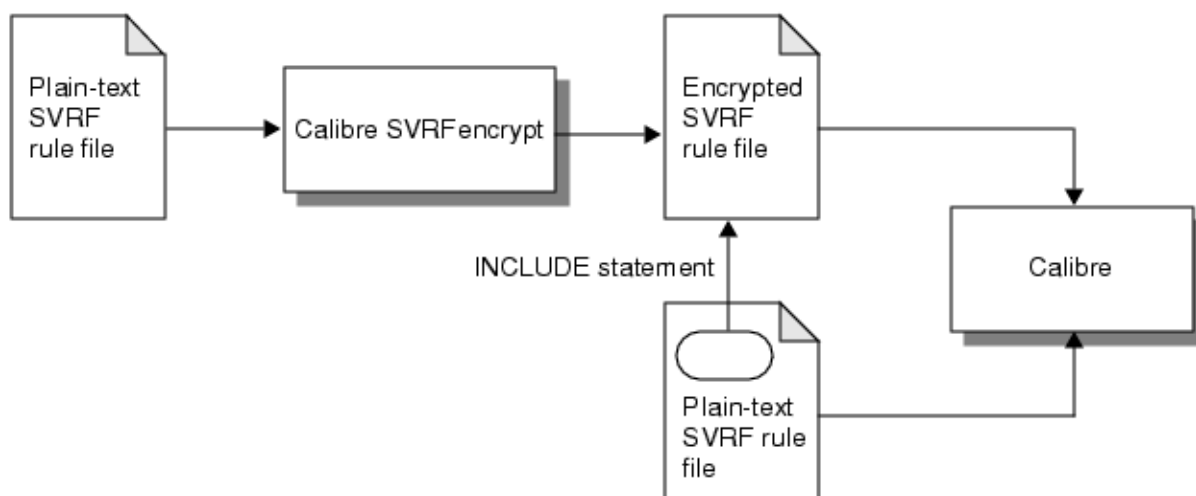 Plain-text
SVRF
rule file
Calibre SVRFencrypt
Encrypted
SVRF
rule file
INCLUDE statement
Calibre
Plain-text
SVRF rule
file